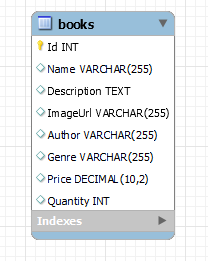 books
Id INT
Name VARCHAR(255)
Description TEXT
ImageUrl VARCHAR(255)
Author VARCHAR(255)
Genre VARCHAR(255)
Price DECIMAL(10,2)
Quantity INT
Indexes